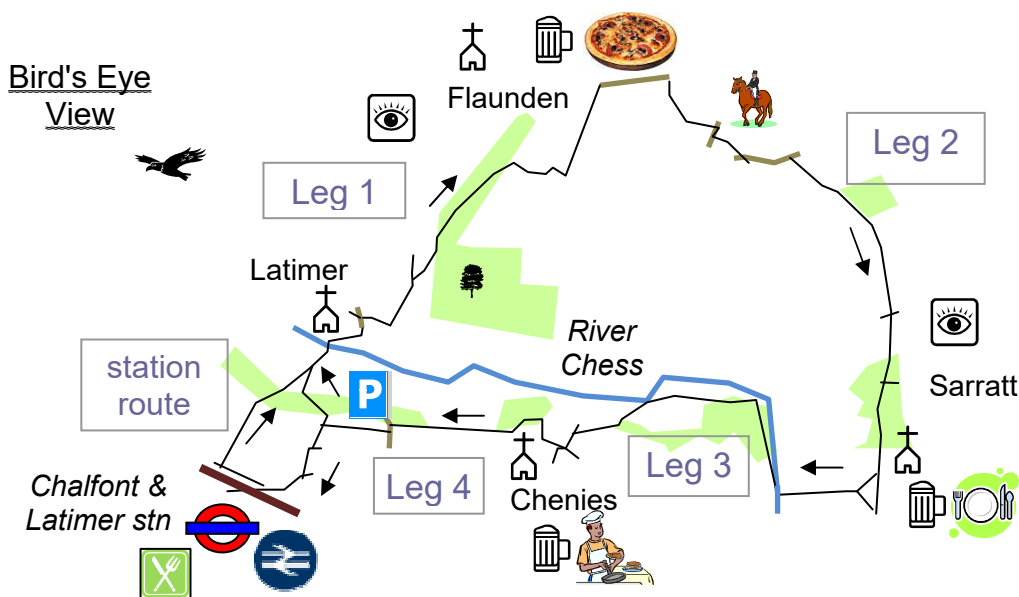 Bird's Eye
View
Flaunden
Leg 1
Leg 2
Latimer
River
Chess
station
route
P
Sarratt
Leg 3
Leg 4
Chalfont &
Latimer stn
Chenies